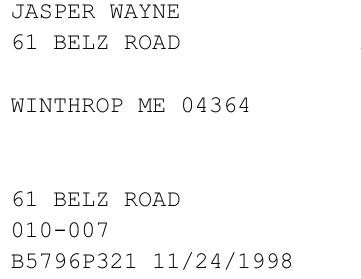 JASPER WAYNE
61 BELZ ROAD
WINTHROP ME 04364
61 BELZ ROAD
010-007
B5796P321 11/24/1998